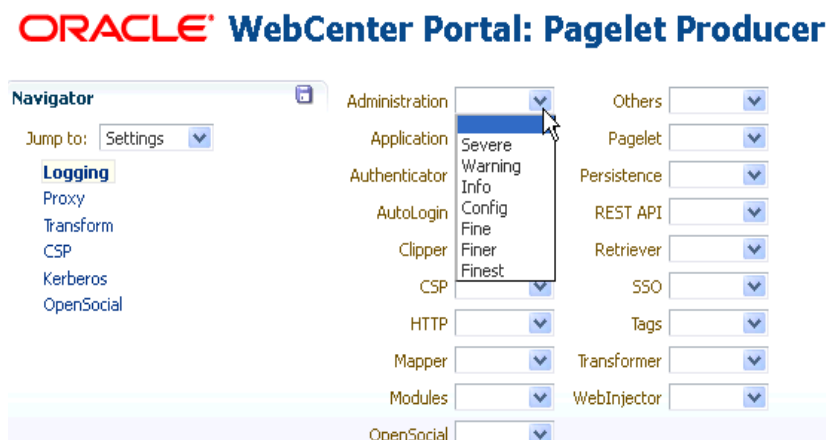 ORACLE® WebCenter Portal: Pagelet Producer
Navigator
Jump to: Settings
Logging
Proxy
Transform
CSP
Kerberos
OpenSocial
Administration
Severe
Warning
Info
Config
Fine
Finer
Finest
Application
Authenticator
AutoLogin
Clipper
CSP
HTTP
Mapper
Modules
OpenSocial
Others
Pagelet
Persistence
REST API
Retriever
SSO
Tags
Transformer
WebInjector